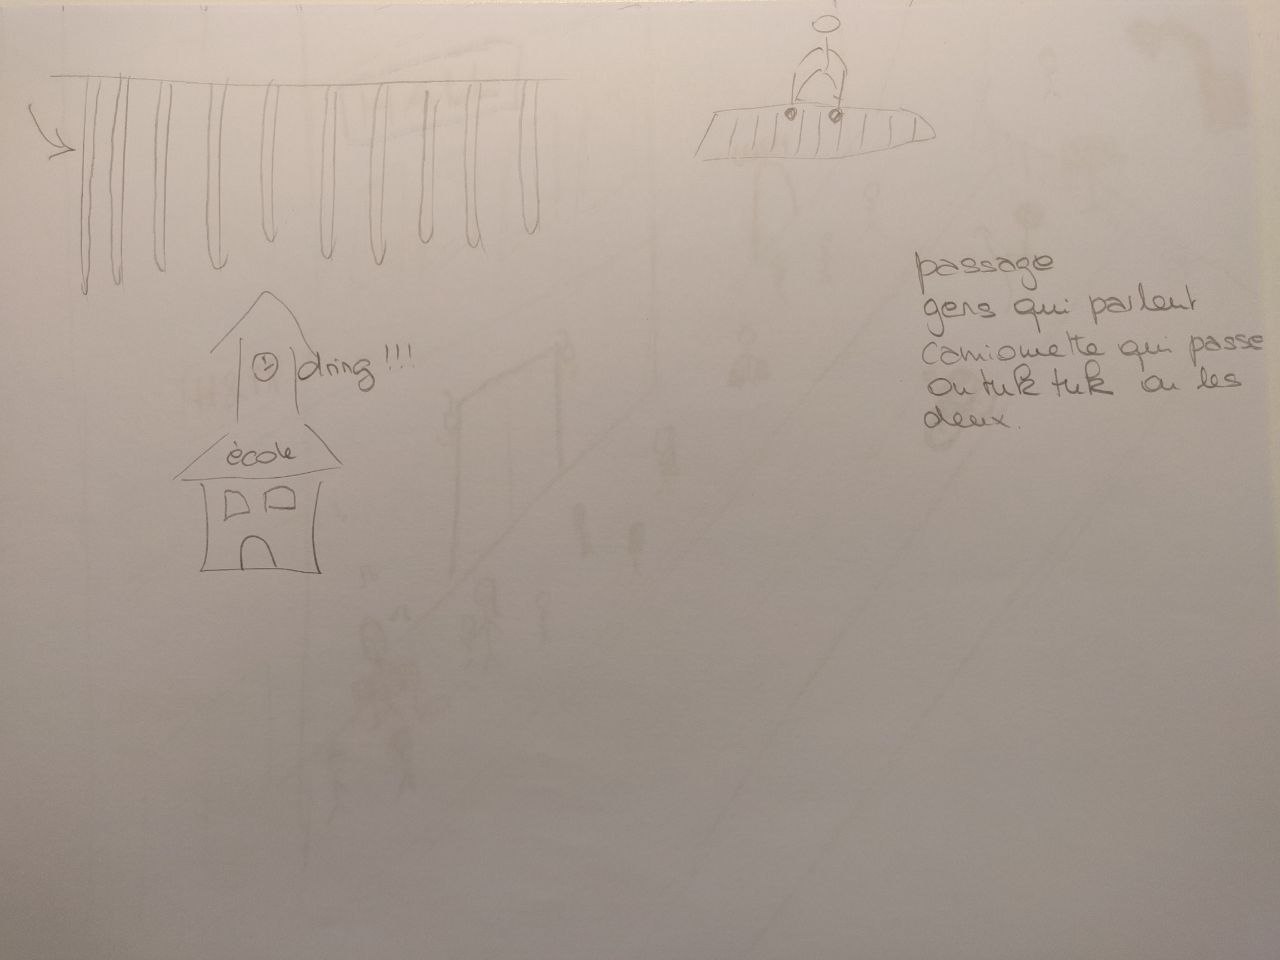 dring!!!
école
passage
gens qui parlent
camionette qui passe
ou tuk tuk ou les
deux.